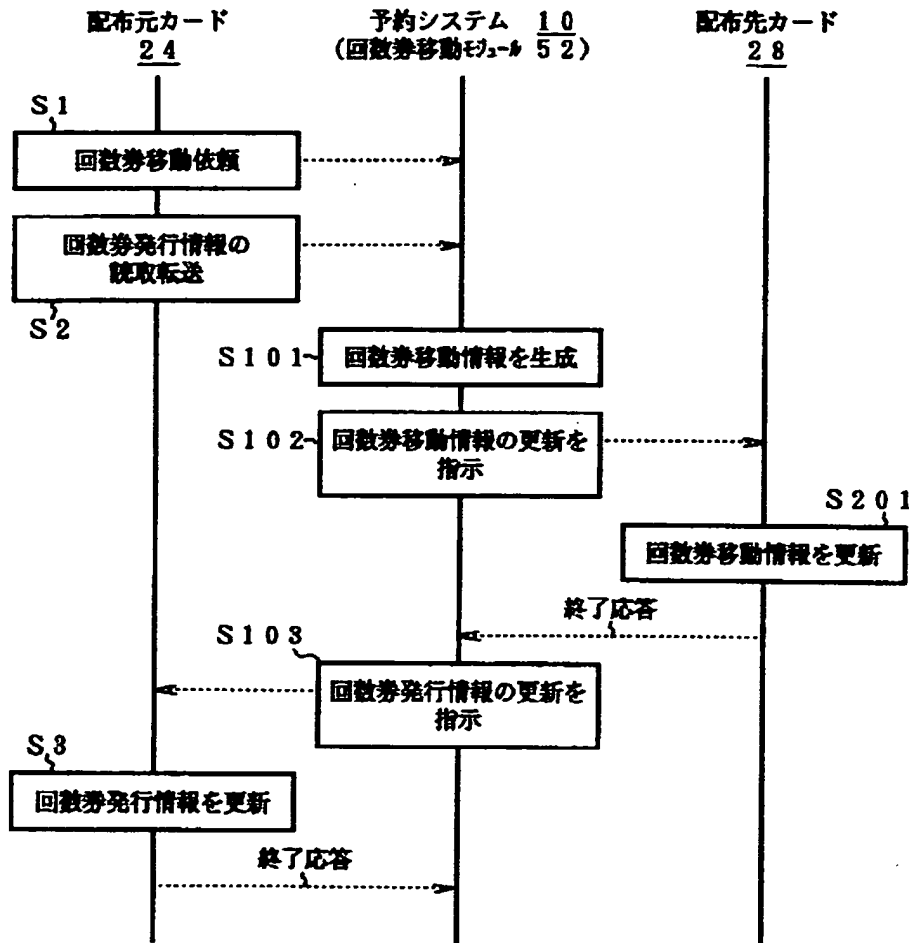 配布元カード
24
予約システム 10
(回数券移動モジュール 52)
配布先カード
28
S1
回数券移動依頼
回数券発行情報の
読取転送
S2
S101
回数券移動情報を生成
S102
回数券移動情報の更新を
指示
S201
回数券移動情報を更新
終了応答
S103
回数券発行情報の更新を
指示
S3
回数券発行情報を更新
終了応答